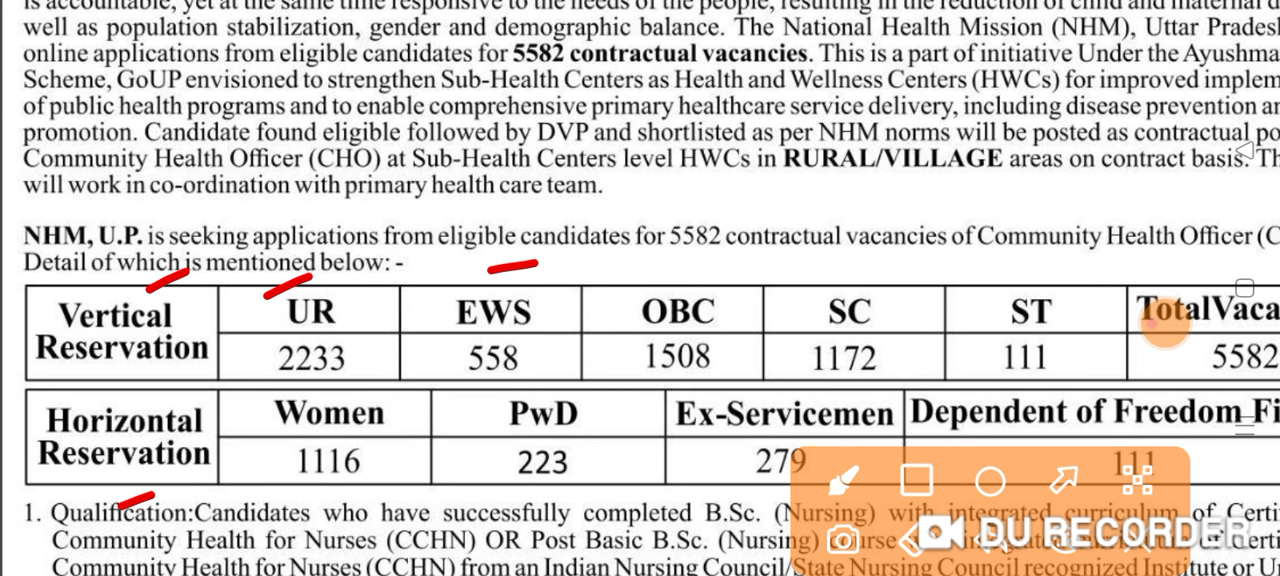 is accountable, yet at the same time responsive to the needs of the people, resulting in the reduction of child and maternal
well as population stabilization, gender and demographic balance. The National Health Mission (NHM), Uttar
online applications from eligible candidates for 5582 contractual vacancies. This is a part of initiative Under the
Scheme, GoUP envisioned to strengthen Sub-Health Centers as Health and Wellness Centers (HWCs) for improved
of public health programs and to enable comprehensive primary healthcare service delivery, including disease prevention
promotion. Candidate found eligible followed by DVP and shortlisted as per NHM norms will be posted as contractual
Community Health Officer (CHO) at Sub-Health Centers level HWCs in RURAL/VILLAGE areas on contract basis.
will work in co-ordination with primary health care team.
NHM, U.P. is seeking applications from eligible candidates for 5582 contractual vacancies of Community Health Officer
Detail of which is mentioned below: -
Vertical Reservation UR EWS OBC SC ST Total
2233 558 1508 1172 111 5582
Horizontal Reservation Women PwD Ex-Servicemen Dependent of Freedom
1116 223 279 111
1. Qualification:Candidates who have successfully completed B.Sc. (Nursing) with integrated curriculum of
Community Health for Nurses (CCHN) OR Post Basic B.Sc. (Nursing)
Community Health for Nurses (CCHN) from an Indian Nursing Council/State Nursing Council recognized Institute or
DU RECORDER